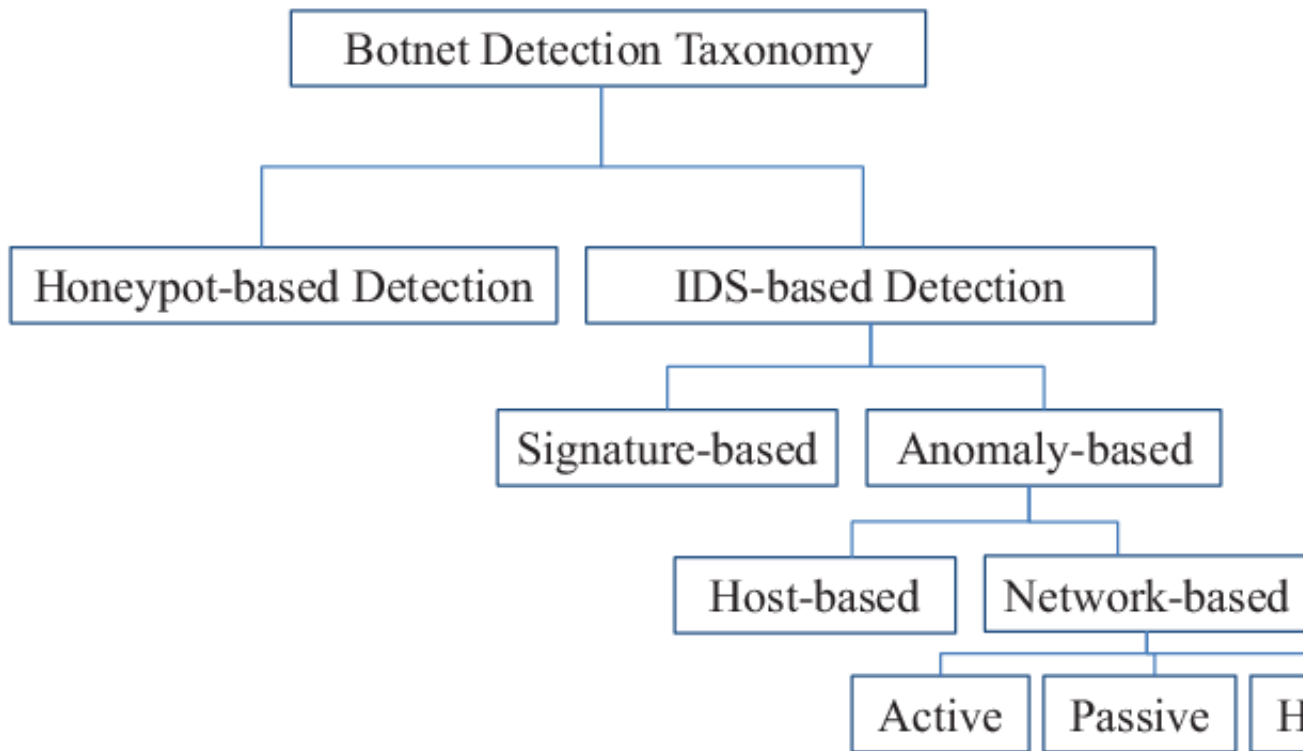 Botnet Detection Taxonomy
Honeypot-based Detection
IDS-based Detection
Signature-based
Anomaly-based
Host-based
Network-based
Active
Passive